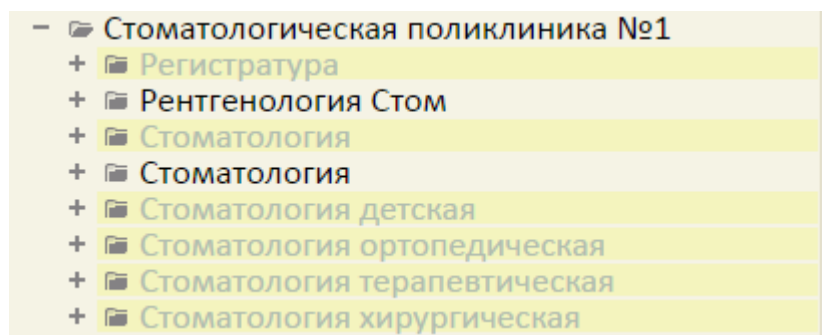 Стоматологическая поликлиника №1
Регистратура
Рентгенология Стом
Стоматология
Стоматология
Стоматология детская
Стоматология ортопедическая
Стоматология терапевтическая
Стоматология хирургическая